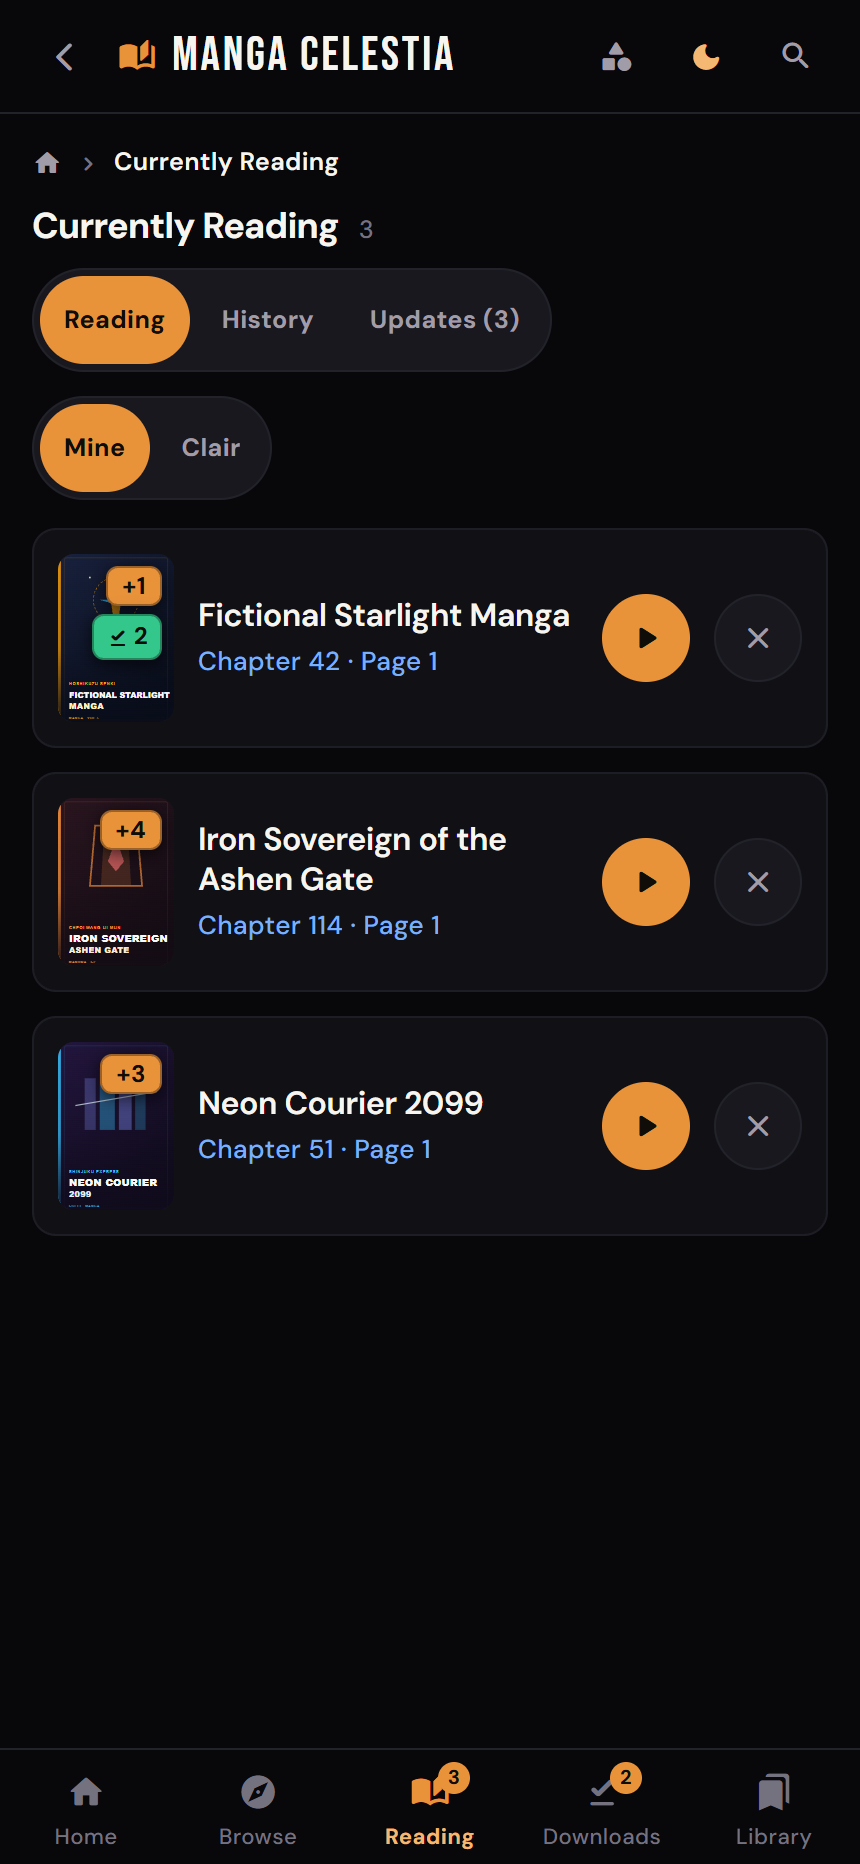 MANGA CELESTIA
Currently Reading
Currently Reading 3
Reading History Updates (3)
Mine Clair
+1
2
FICTIONAL STARLIGHT
MANGA
Fictional Starlight Manga
Chapter 42 · Page 1
+4
IRON SOVEREIGN
ASHEN GATE
Iron Sovereign of the
Ashen Gate
Chapter 114 · Page 1
+3
NEON COURIER
2099
Neon Courier 2099
Chapter 51 · Page 1
3
2
Home Browse Reading Downloads Library